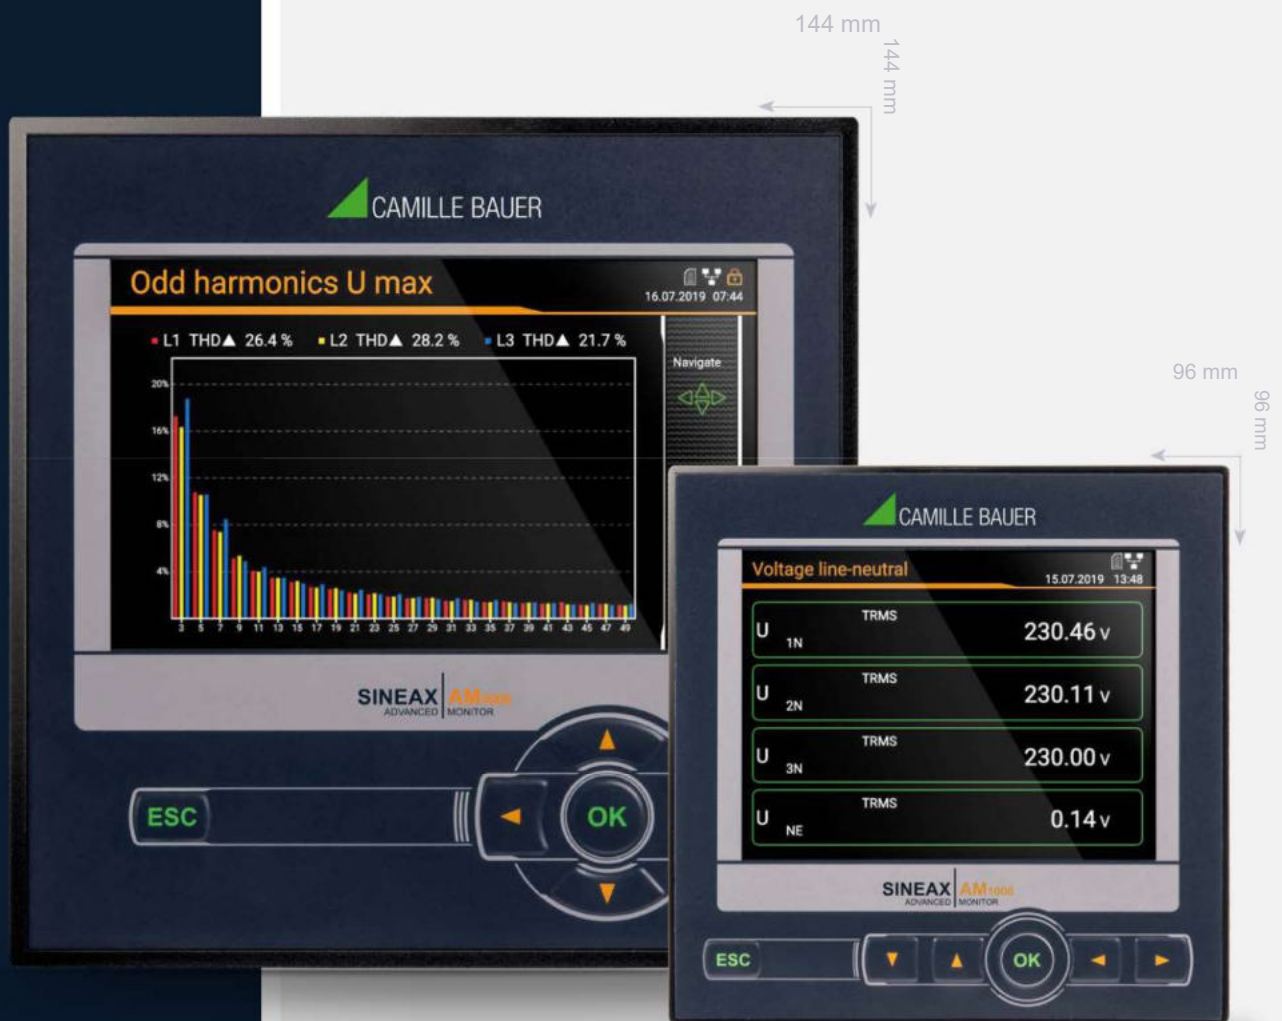 144 mm
144 mm
CAMILLE BAUER
Odd harmonics U max
16.07.2019 07:44
L1 THD▲ 26.4 % L2 THD▲ 28.2 % L3 THD▲ 21.7 %
Navigate
20%
16%
12%
8%
4%
3 5 7 9 11 13 15 17 19 21 23 25 27 29 31 33 35 37 39 41 43 45 47 49
SINEAX AM
ADVANCED MONITOR
ESC
OK
96 mm
96 mm
CAMILLE BAUER
Voltage line-neutral
15.07.2019 13:48
U 1N TRMS 230.46 V
U 2N TRMS 230.11 V
U 3N TRMS 230.00 V
U NE TRMS 0.14 V
SINEAX AM
ADVANCED MONITOR
ESC
OK